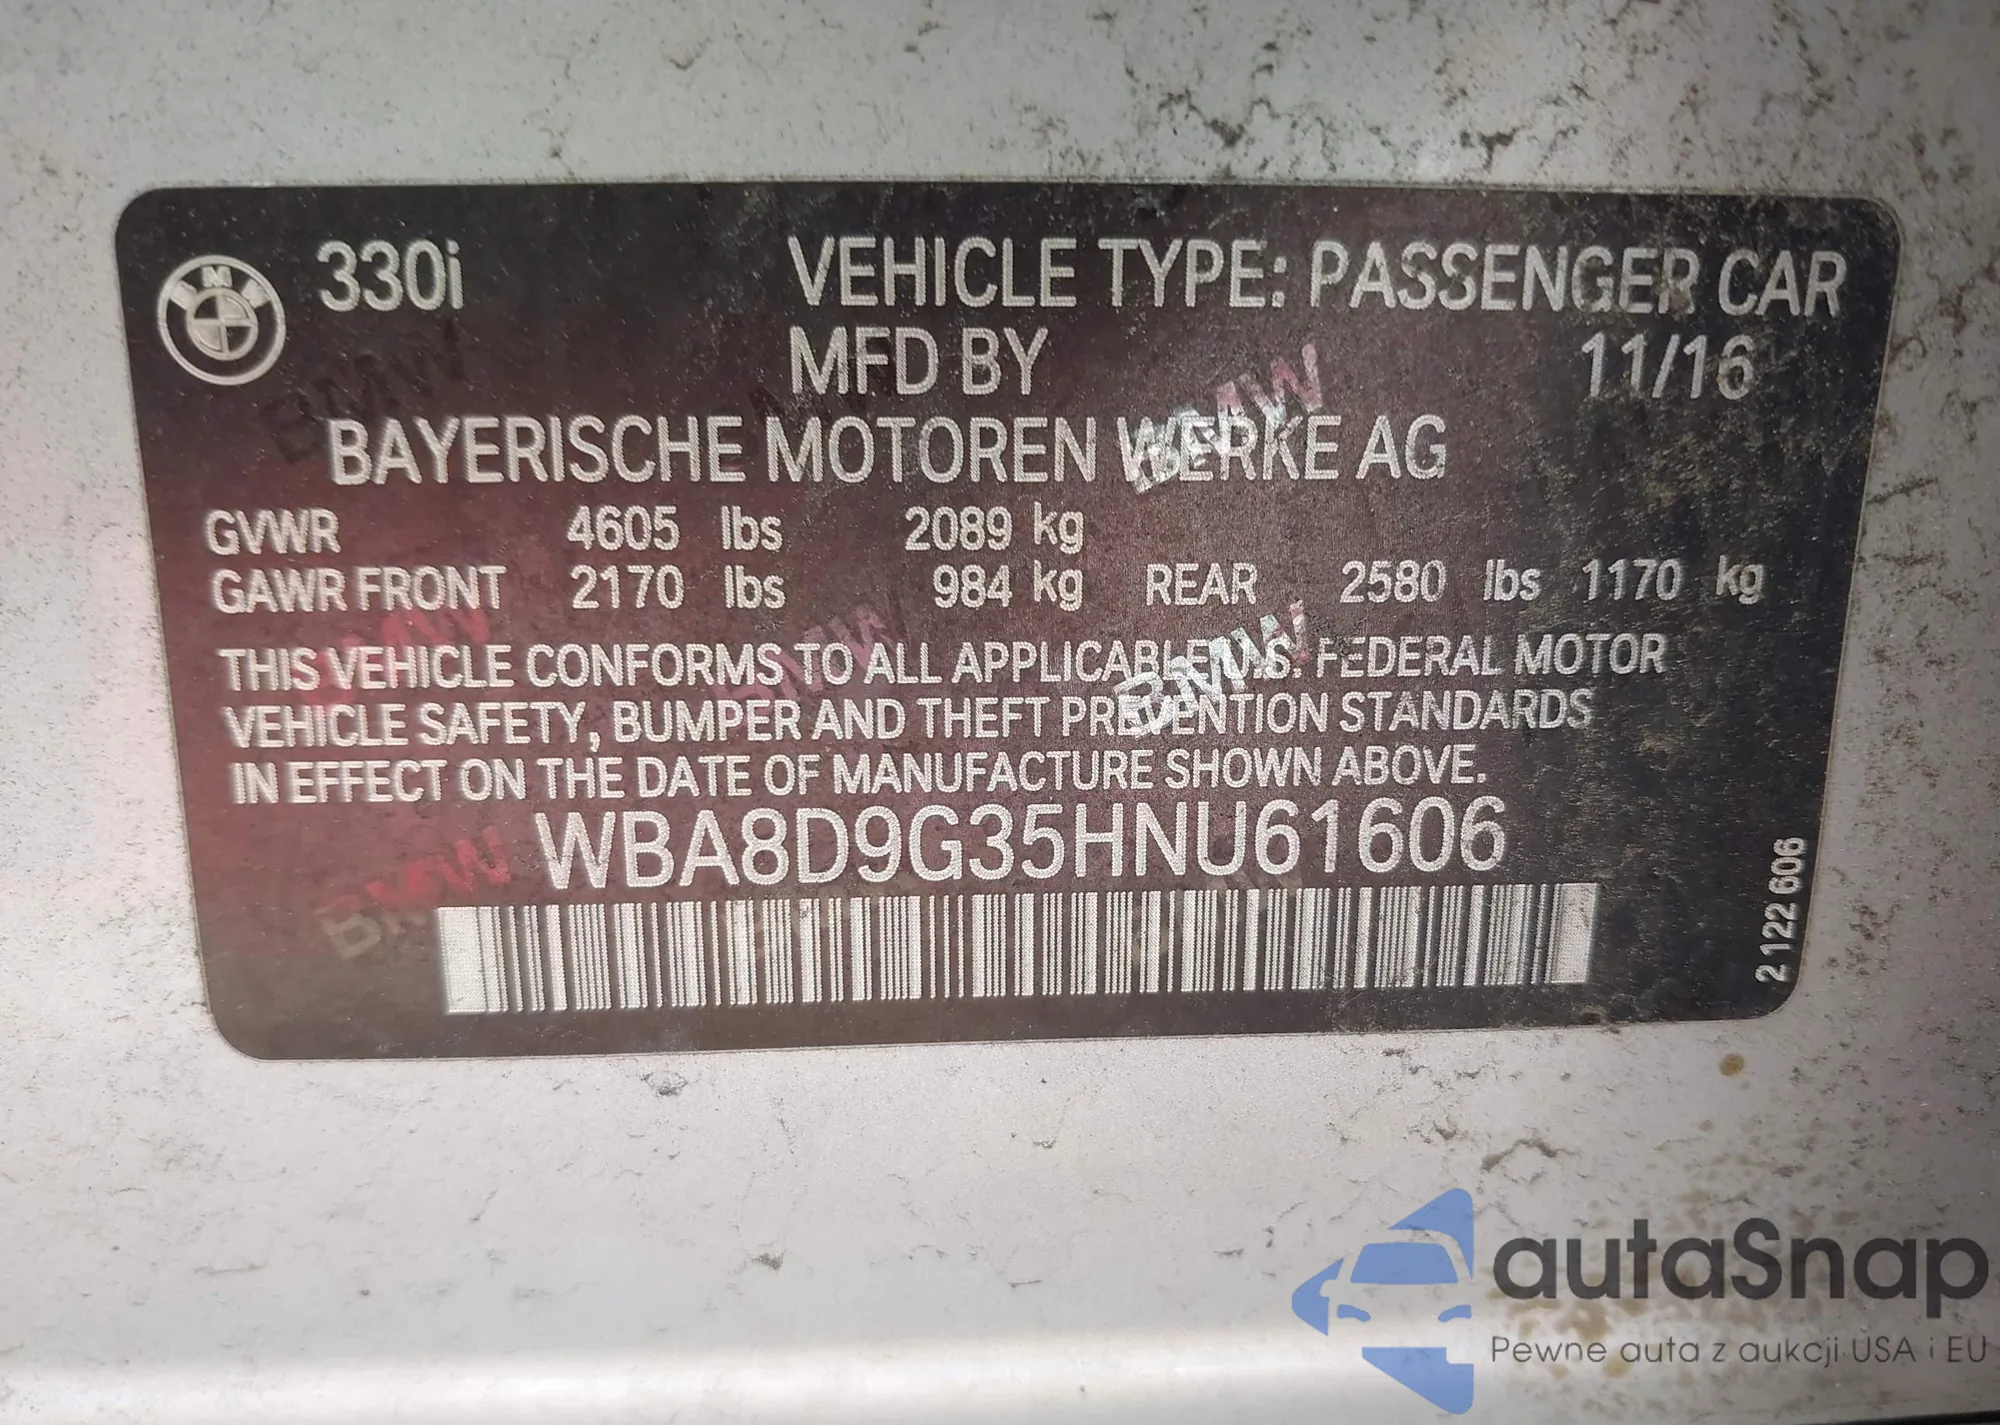 BMW 330i VEHICLE TYPE: PASSENGER CAR
MFD BY 11/16
BAYERISCHE MOTOREN WERKE AG
GVWR 4605 lbs 2089 kg
GAWR FRONT 2170 lbs 984 kg REAR 2580 lbs 1170 kg
THIS VEHICLE CONFORMS TO ALL APPLICABLE U.S. FEDERAL MOTOR
VEHICLE SAFETY, BUMPER AND THEFT PREVENTION STANDARDS
IN EFFECT ON THE DATE OF MANUFACTURE SHOWN ABOVE.
WBA8D9G35HNU61606
2 122 606
autaSnap
Pewne auta z aukcji USA i EU